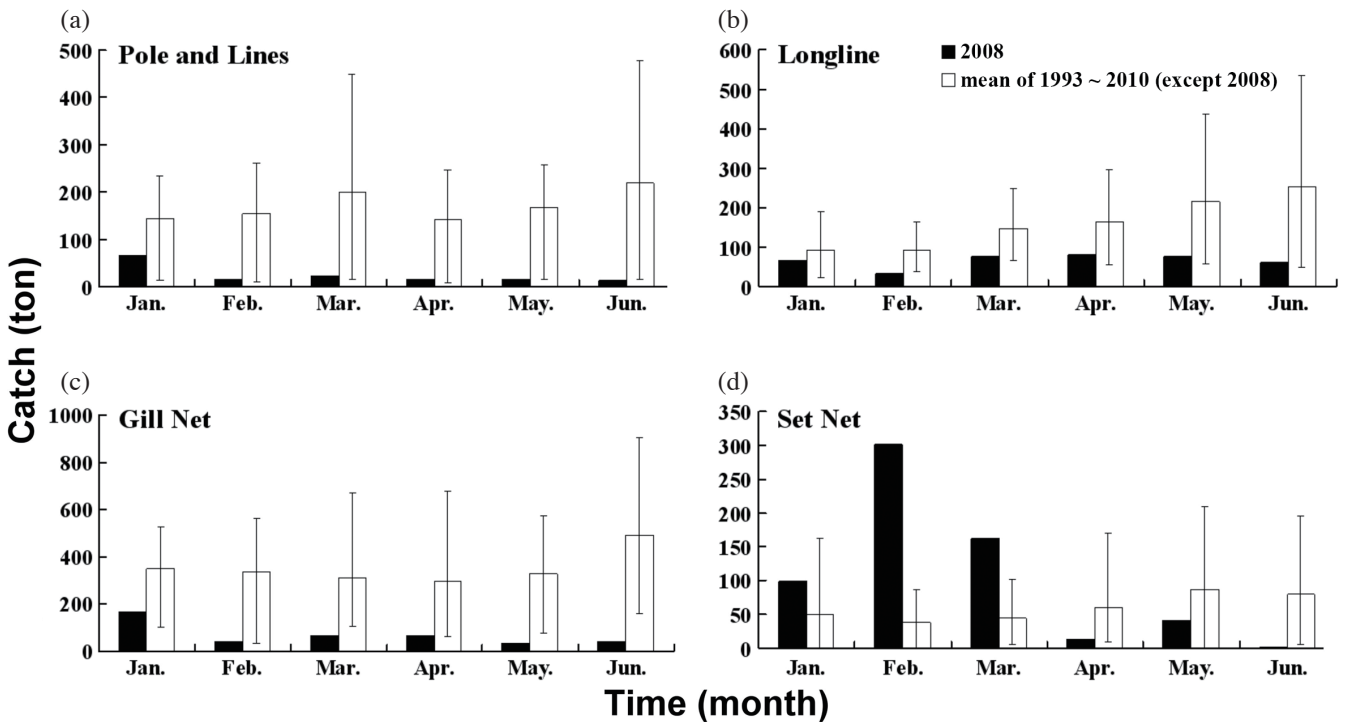 (a)
Pole and Lines
500
400
300
200
100
0
Jan. Feb. Mar. Apr. May. Jun.
(b)
Longline
2008
mean of 1993 ~ 2010 (except 2008)
600
500
400
300
200
100
0
Jan. Feb. Mar. Apr. May. Jun.
Catch (ton)
(c)
Gill Net
1000
800
600
400
200
0
Jan. Feb. Mar. Apr. May. Jun.
(d)
Set Net
350
300
250
200
150
100
50
0
Jan. Feb. Mar. Apr. May. Jun.
Time (month)